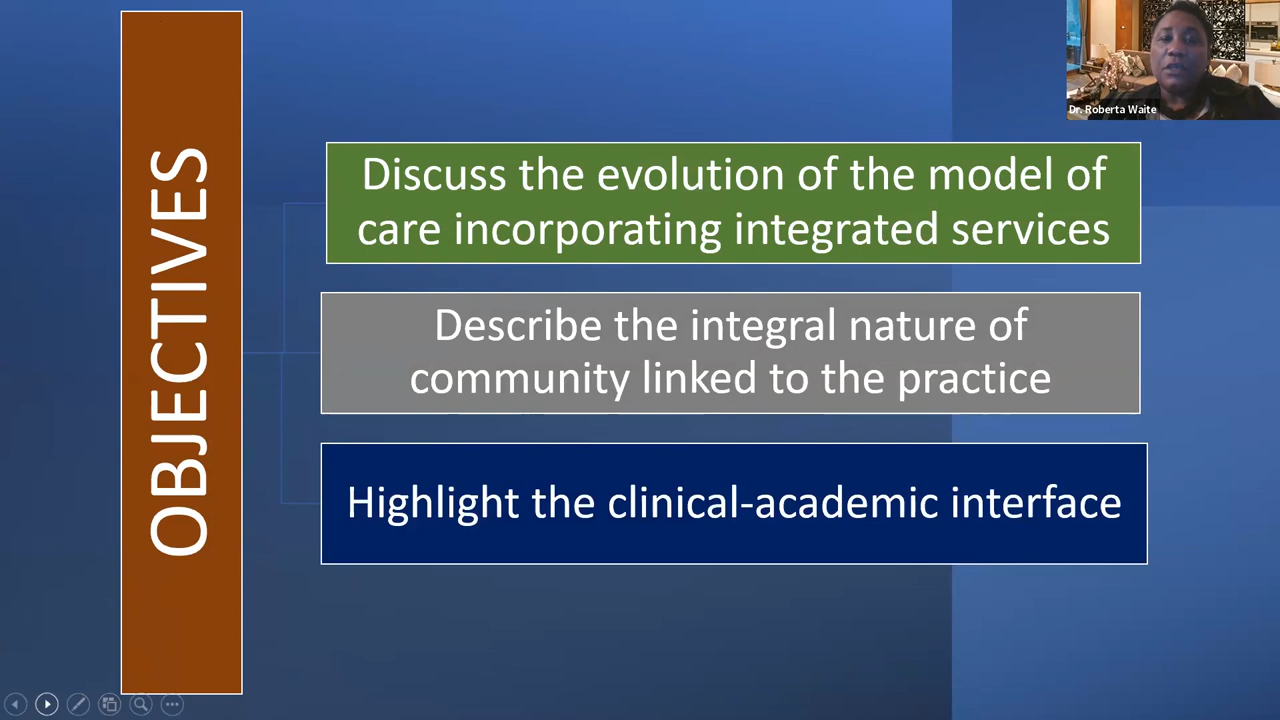 OBJECTIVES
Discuss the evolution of the model of
care incorporating integrated services
Describe the integral nature of
community linked to the practice
Highlight the clinical-academic interface
Dr. Roberta Waite